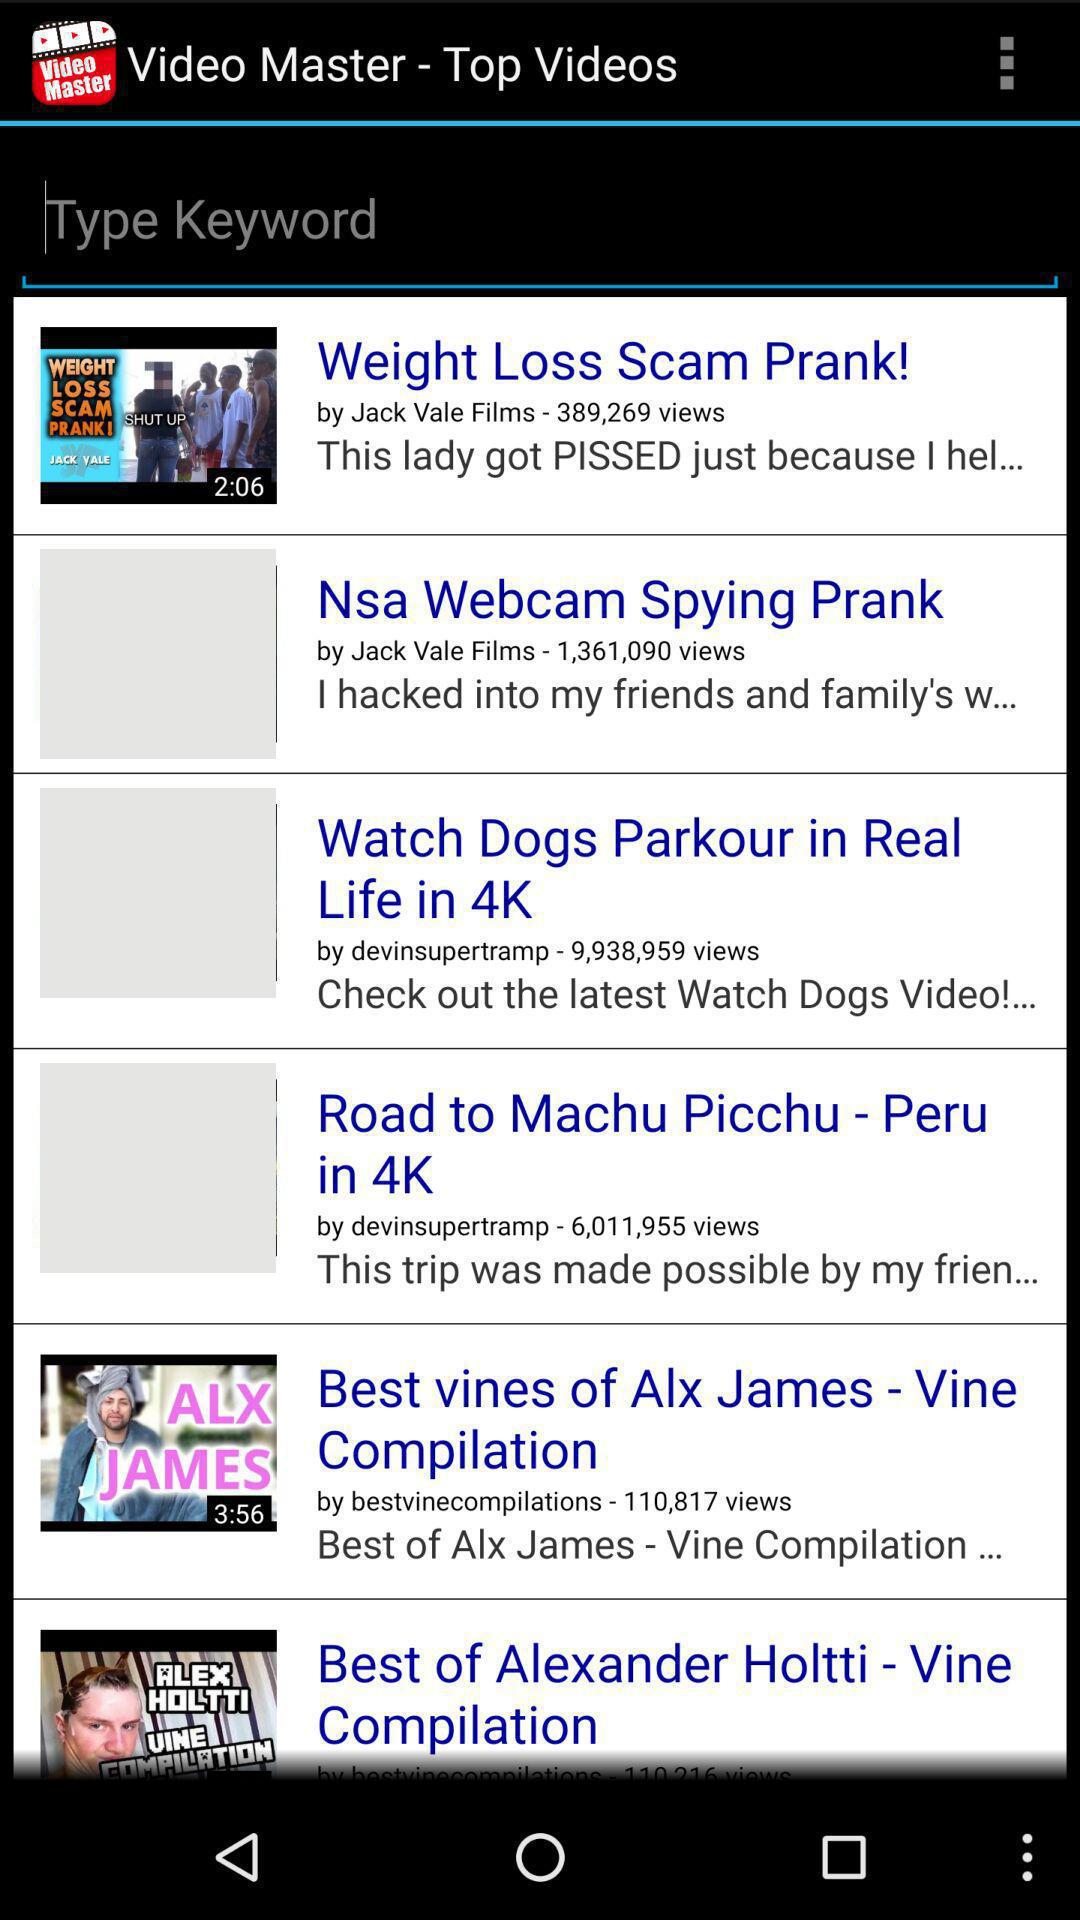 Video Master
Video Master - Top Videos
Type Keyword
WEIGHT
LOSS
SCAM
PRANK!
SHUT UP
JACK VALE
2:06
Weight Loss Scam Prank!
by Jack Vale Films - 389,269 views
This lady got PISSED just because I hel...
Nsa Webcam Spying Prank
by Jack Vale Films - 1,361,090 views
I hacked into my friends and family's w...
Watch Dogs Parkour in Real
Life in 4K
by devinsupertramp - 9,938,959 views
Check out the latest Watch Dogs Video!...
Road to Machu Picchu - Peru
in 4K
by devinsupertramp - 6,011,955 views
This trip was made possible by my frien...
ALX
JAMES
3:56
Best vines of Alx James - Vine
Compilation
by bestvinecompilations - 110,817 views
Best of Alx James - Vine Compilation ...
ALEX
HOLTTI
VINE
COMPILATION
Best of Alexander Holtti - Vine
Compilation
by bestvinecompilations - 110,216 views